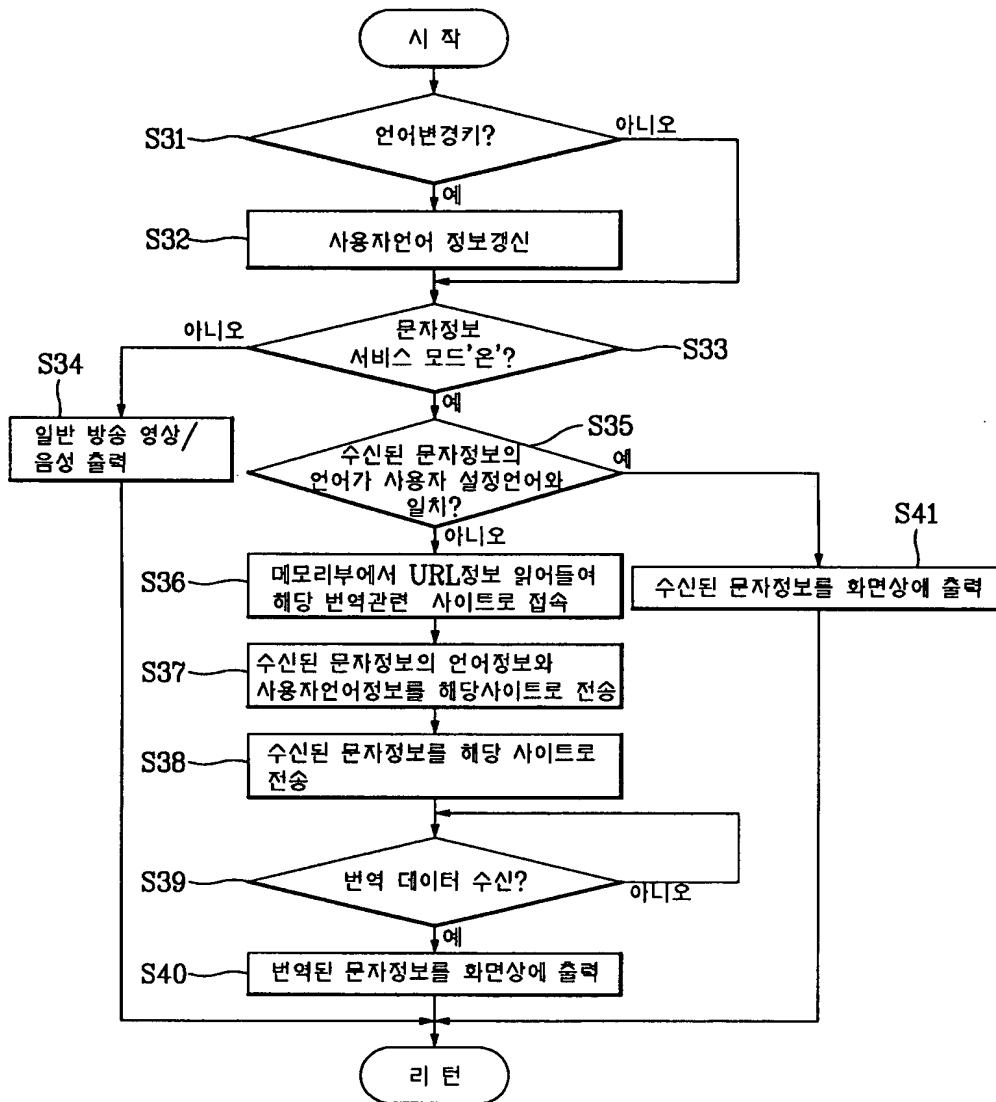 시 작
S31
언어변경키?
아니오
예
S32
사용자언어 정보갱신
아니오
문자정보
서비스 모드'온'?
S33
S34
예
일반 방송 영상/
음성 출력
S35
수신된 문자정보의
언어가 사용자 설정언어와
일치?
예
아니오
S41
S36
메모리부에서 URL정보 읽어들여
해당 번역관련 사이트로 접속
수신된 문자정보를 화면상에 출력
S37
수신된 문자정보의 언어정보와
사용자언어정보를 해당사이트로 전송
S38
수신된 문자정보를 해당 사이트로
전송
S39
번역 데이터 수신?
아니오
예
S40
번역된 문자정보를 화면상에 출력
리 턴